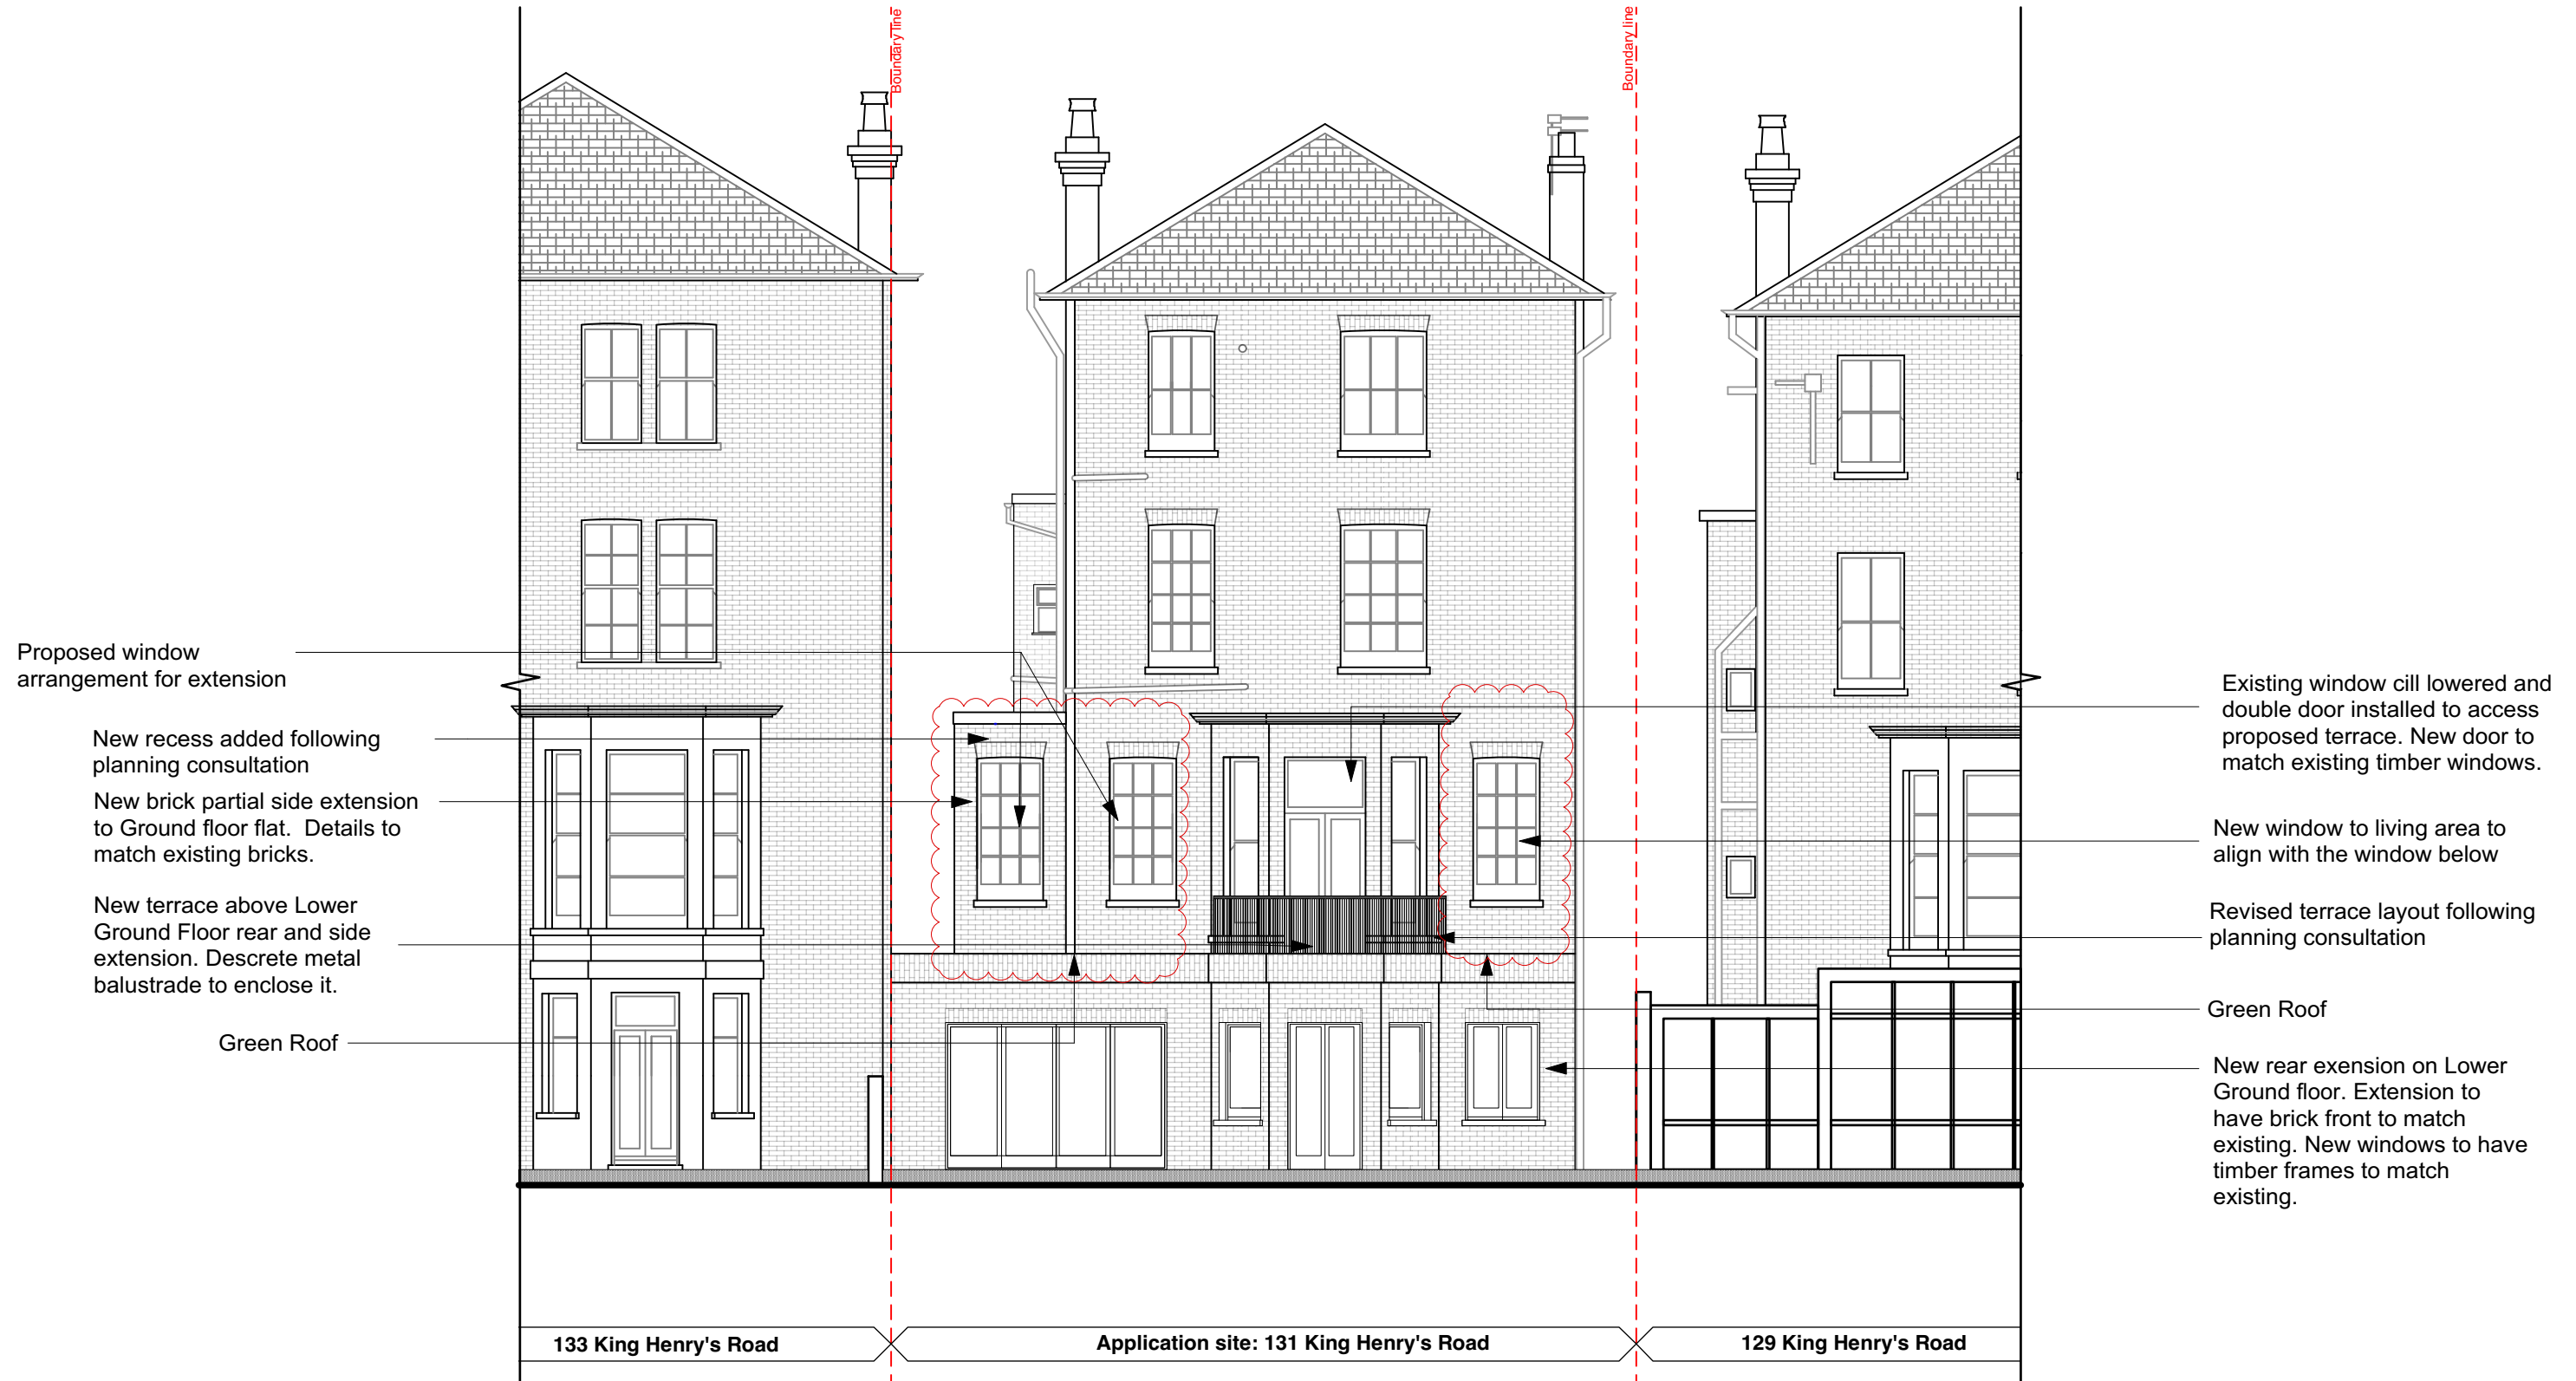 Boundary line
Boundary line
Proposed window
arrangement for extension
New recess added following
planning consultation
New brick partial side extension
to Ground floor flat. Details to
match existing bricks.
New terrace above Lower
Ground Floor rear and side
extension. Descrete metal
balustrade to enclose it.
Green Roof
Existing window cill lowered and
double door installed to access
proposed terrace. New door to
match existing timber windows.
New window to living area to
align with the window below
Revised terrace layout following
planning consultation
Green Roof
New rear exension on Lower
Ground floor. Extension to
have brick front to match
existing. New windows to have
timber frames to match
existing.
133 King Henry's Road
Application site: 131 King Henry's Road
129 King Henry's Road